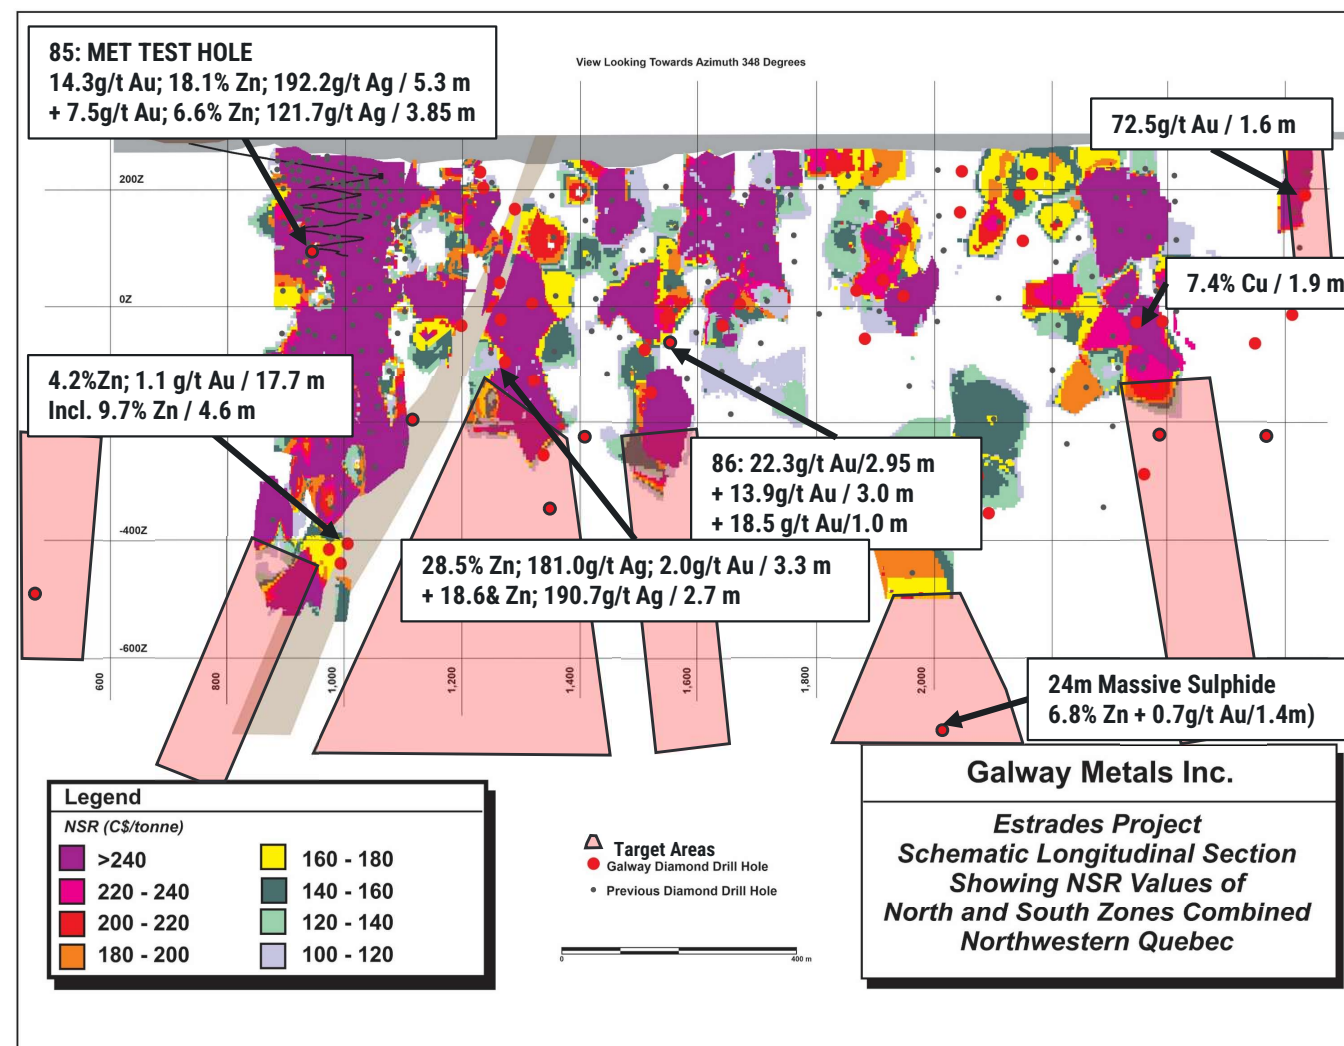 85: MET TEST HOLE
14.3g/t Au; 18.1% Zn; 192.2g/t Ag / 5.3 m
+ 7.5g/t Au; 6.6% Zn; 121.7g/t Ag / 3.85 m
View Looking Towards Azimuth 348 Degrees
72.5g/t Au / 1.6 m
200Z
0Z
7.4% Cu / 1.9 m
4.2%Zn; 1.1 g/t Au / 17.7 m
Incl. 9.7% Zn / 4.6 m
86: 22.3g/t Au/2.95 m
+ 13.9g/t Au / 3.0 m
+ 18.5 g/t Au/1.0 m
-400Z
28.5% Zn; 181.0g/t Ag; 2.0g/t Au / 3.3 m
+ 18.6& Zn; 190.7g/t Ag / 2.7 m
-600Z
600
800
1,000
1,200
1,400
1,600
1,800
2,000
24m Massive Sulphide
6.8% Zn + 0.7g/t Au/1.4m)
Legend
NSR (C$/tonne)
>240
220 - 240
200 - 220
180 - 200
160 - 180
140 - 160
120 - 140
100 - 120
Target Areas
Galway Diamond Drill Hole
Previous Diamond Drill Hole
0
400 m
Galway Metals Inc.
Estrades Project
Schematic Longitudinal Section
Showing NSR Values of
North and South Zones Combined
Northwestern Quebec